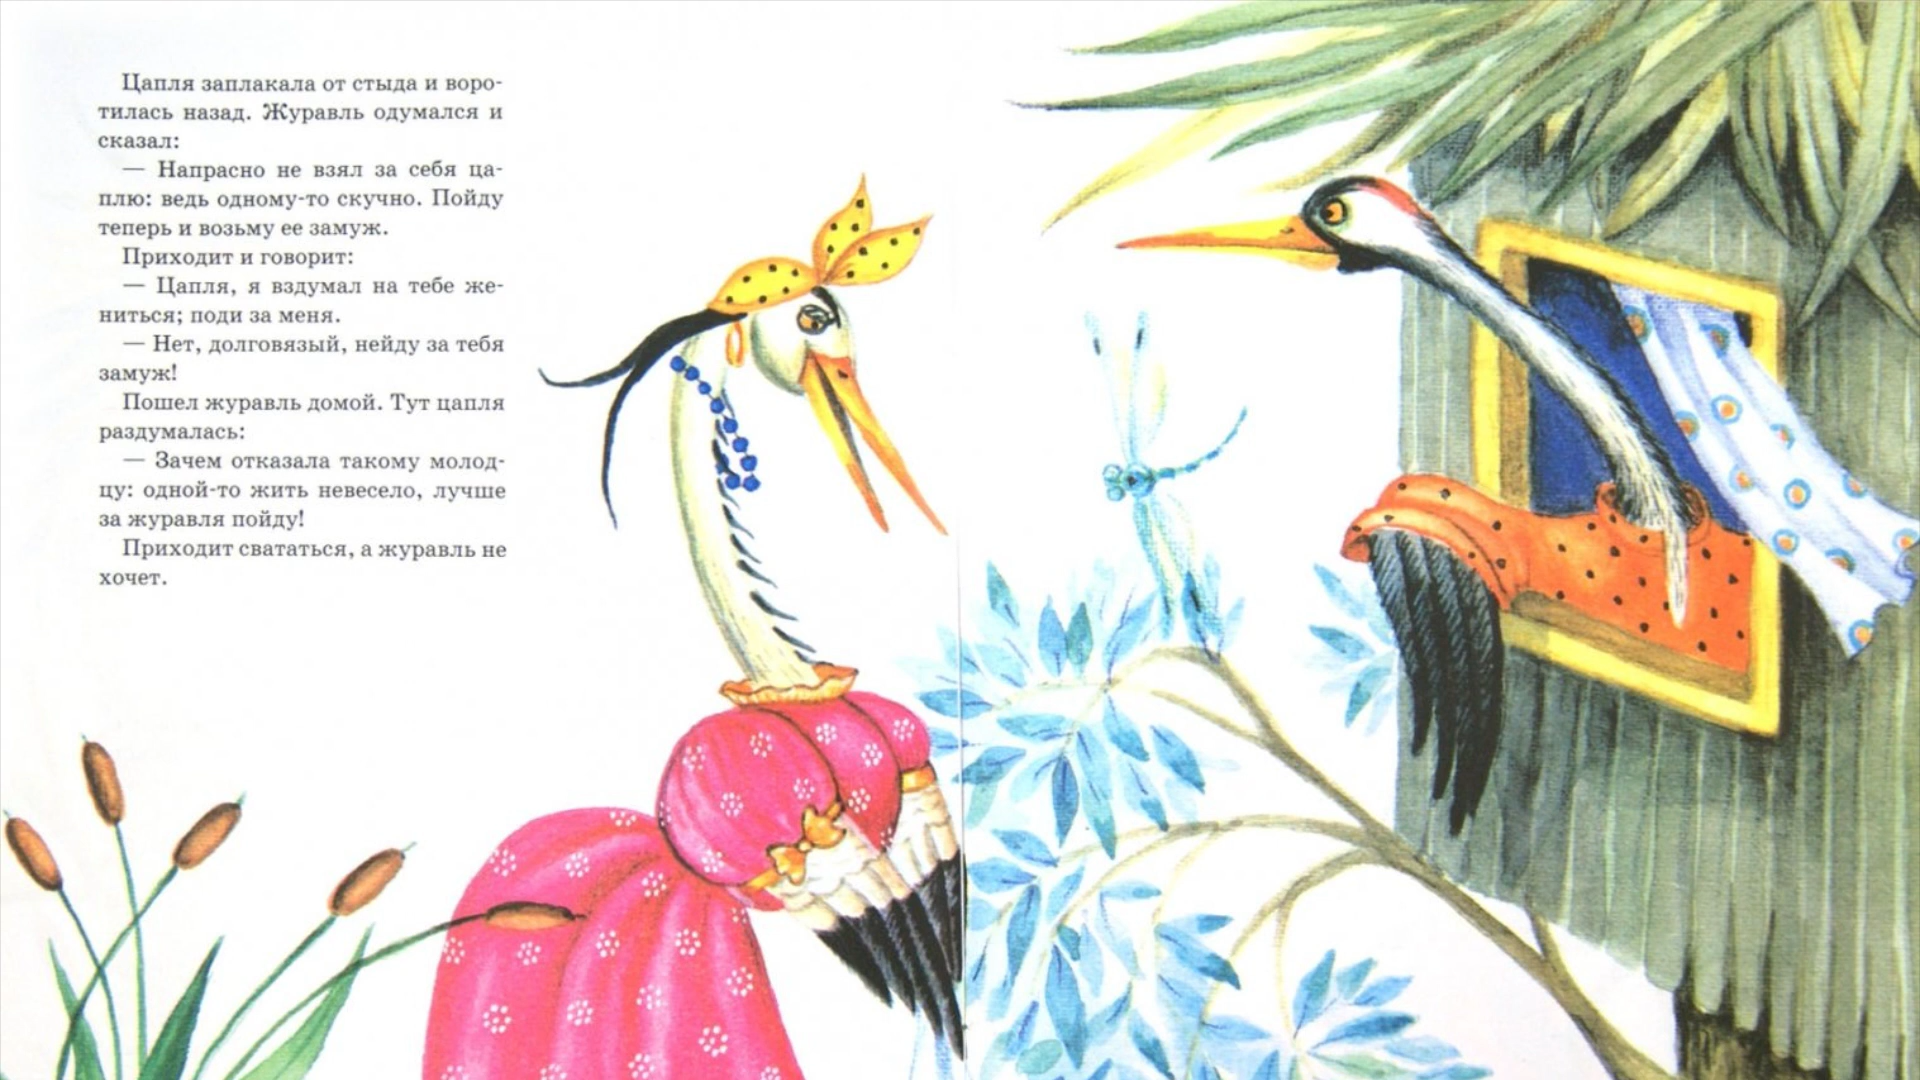 Цапля заплакала от стыда и воро-
тилась назад. Журавль одумался и
сказал:
— Напрасно не взял за себя ца-
плю: ведь одному-то скучно. Пойду
теперь и возьму ее замуж.
Приходит и говорит:
— Цапля, я вздумал на тебе же-
ниться; поди за меня.
— Нет, долговязый, нейду за тебя
замуж!
Пошел журавль домой. Тут цапля
раздумалась:
— Зачем отказала такому молод-
цу: одной-то жить невесело, лучше
за журавля пойду!
Приходит свататься, а журавль не
хочет.